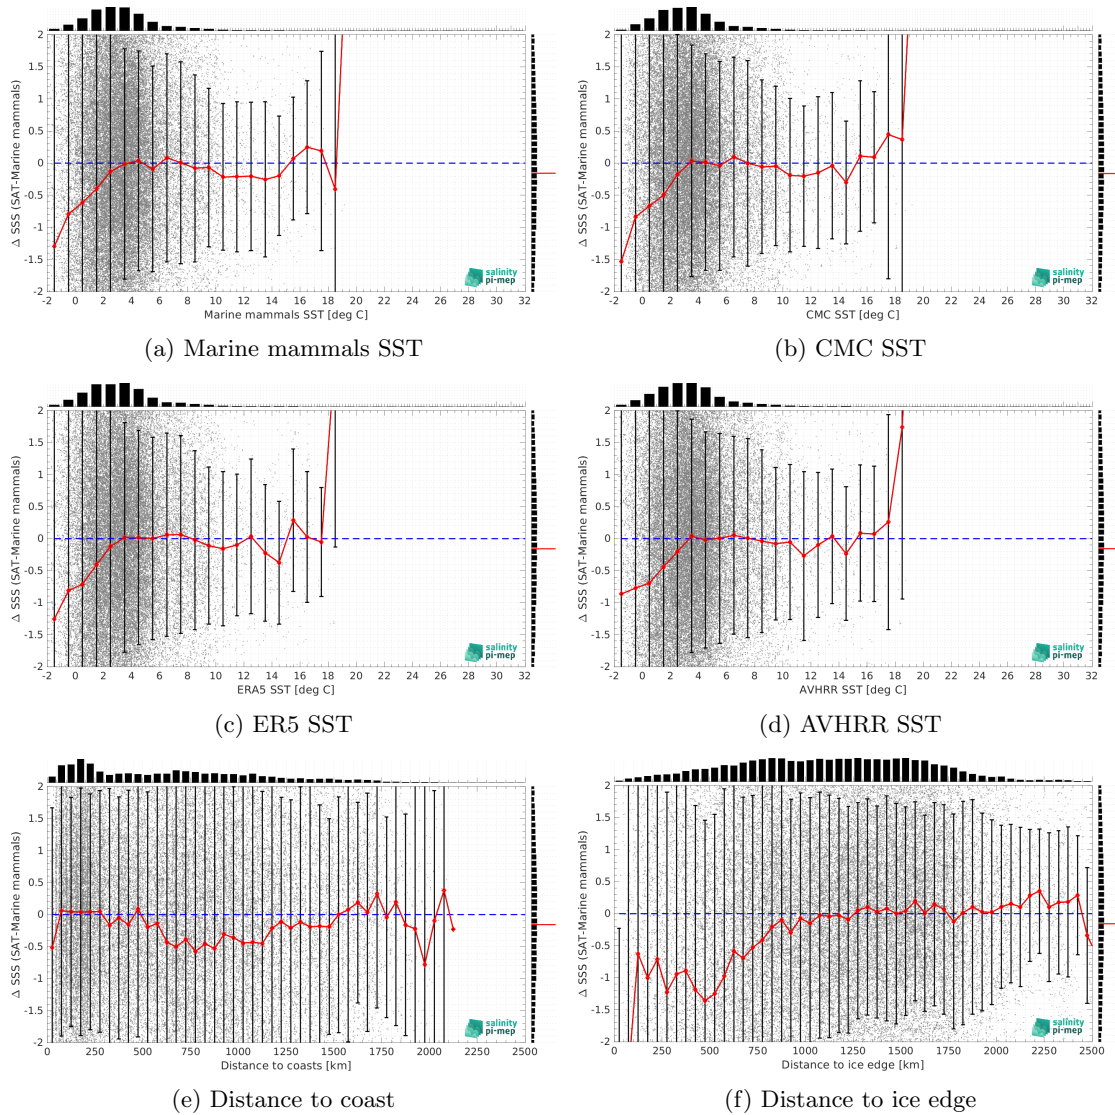 2
1.5
1
0.5
0
-0.5
-1
-1.5
-2
Δ SSS (SAT-Marine mammals)
-2 0 2 4 6 8 10 12 14 16 18 20 22 24 26 28 30 32
Marine mammals SST [deg C]
salinity
pi-mep
(a) Marine mammals SST
2
1.5
1
0.5
0
-0.5
-1
-1.5
-2
Δ SSS (SAT-Marine mammals)
-2 0 2 4 6 8 10 12 14 16 18 20 22 24 26 28 30 32
CMC SST [deg C]
salinity
pi-mep
(b) CMC SST
2
1.5
1
0.5
0
-0.5
-1
-1.5
-2
Δ SSS (SAT-Marine mammals)
-2 0 2 4 6 8 10 12 14 16 18 20 22 24 26 28 30 32
ERA5 SST [deg C]
salinity
pi-mep
(c) ER5 SST
2
1.5
1
0.5
0
-0.5
-1
-1.5
-2
Δ SSS (SAT-Marine mammals)
-2 0 2 4 6 8 10 12 14 16 18 20 22 24 26 28 30 32
AVHRR SST [deg C]
salinity
pi-mep
(d) AVHRR SST
2
1.5
1
0.5
0
-0.5
-1
-1.5
-2
Δ SSS (SAT-Marine mammals)
0 250 500 750 1000 1250 1500 1750 2000 2250 2500
Distance to coasts [km]
salinity
pi-mep
(e) Distance to coast
2
1.5
1
0.5
0
-0.5
-1
-1.5
-2
Δ SSS (SAT-Marine mammals)
0 250 500 750 1000 1250 1500 1750 2000 2250 2500
Distance to ice edge [km]
salinity
pi-mep
(f) Distance to ice edge